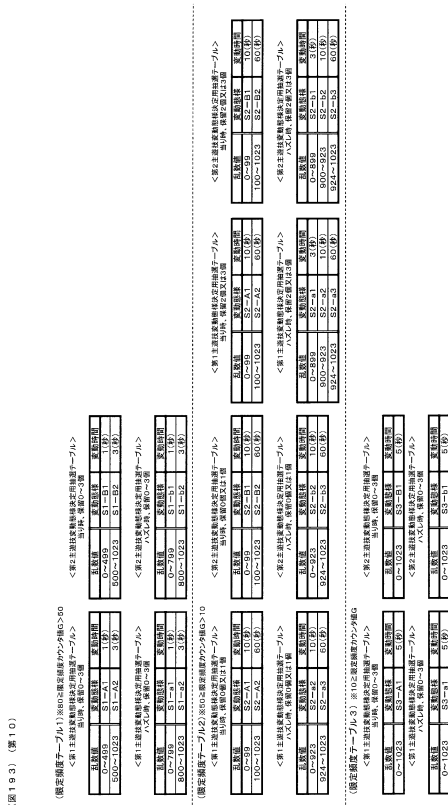 図193）（第10）
(限定頻度テーブル1)※80≧限定頻度カウンタ値G>50
＜第1主遊技変動態様決定用抽選テーブル＞
当り時、保留0～3個
乱数値 変動態様 変動時間
0～499 S1－A1 1(秒)
500～1023 S1－A2 3(秒)
＜第2主遊技変動態様決定用抽選テーブル＞
当り時、保留0～3個
乱数値 変動態様 変動時間
0～499 S1－B1 1(秒)
500～1023 S1－B2 3(秒)
＜第1主遊技変動態様決定用抽選テーブル＞
ハズレ時、保留0～3個
乱数値 変動態様 変動時間
0～799 S1－a1 1(秒)
800～1023 S1－a2 3(秒)
＜第2主遊技変動態様決定用抽選テーブル＞
ハズレ時、保留0～3個
乱数値 変動態様 変動時間
0～799 S1－b1 1(秒)
800～1023 S1－b2 3(秒)
(限定頻度テーブル2)※50≧限定頻度カウンタ値G>10
＜第1主遊技変動態様決定用抽選テーブル＞
当り時、保留0個又は1個
乱数値 変動態様 変動時間
0～99 S2－A1 10(秒)
100～1023 S2－A2 60(秒)
＜第2主遊技変動態様決定用抽選テーブル＞
当り時、保留0個又は1個
乱数値 変動態様 変動時間
0～99 S2－B1 10(秒)
100～1023 S2－B2 60(秒)
＜第1主遊技変動態様決定用抽選テーブル＞
当り時、保留2個又は3個
乱数値 変動態様 変動時間
0～99 S2－A1 10(秒)
100～1023 S2－A2 60(秒)
＜第2主遊技変動態様決定用抽選テーブル＞
当り時、保留2個又は3個
乱数値 変動態様 変動時間
0～99 S2－B1 10(秒)
100～1023 S2－B2 60(秒)
＜第1主遊技変動態様決定用抽選テーブル＞
ハズレ時、保留0個又は1個
乱数値 変動態様 変動時間
0～923 S2－a2 10(秒)
924～1023 S2－a3 60(秒)
＜第2主遊技変動態様決定用抽選テーブル＞
ハズレ時、保留0個又は1個
乱数値 変動態様 変動時間
0～923 S2－b2 10(秒)
924～1023 S2－b3 60(秒)
＜第1主遊技変動態様決定用抽選テーブル＞
ハズレ時、保留2個又は3個
乱数値 変動態様 変動時間
0～899 S2－a1 3(秒)
900～923 S2－a2 10(秒)
924～1023 S2－a3 60(秒)
＜第2主遊技変動態様決定用抽選テーブル＞
ハズレ時、保留2個又は3個
乱数値 変動態様 変動時間
0～899 S2－b1 3(秒)
900～923 S2－b2 10(秒)
924～1023 S2－b3 60(秒)
(限定頻度テーブル3) ※10≧限定頻度カウンタ値G
＜第1主遊技変動態様決定用抽選テーブル＞
当り時、保留0～3個
乱数値 変動態様 変動時間
0～1023 S3－A1 5(秒)
＜第2主遊技変動態様決定用抽選テーブル＞
当り時、保留0～3個
乱数値 変動態様 変動時間
0～1023 S3－B1 5(秒)
＜第1主遊技変動態様決定用抽選テーブル＞
ハズレ時、保留0～3個
乱数値 変動態様 変動時間
0～1023 S3－a1 5(秒)
＜第2主遊技変動態様決定用抽選テーブル＞
ハズレ時、保留0～3個
乱数値 変動態様 変動時間
0～1023 S3－b1 5(秒)